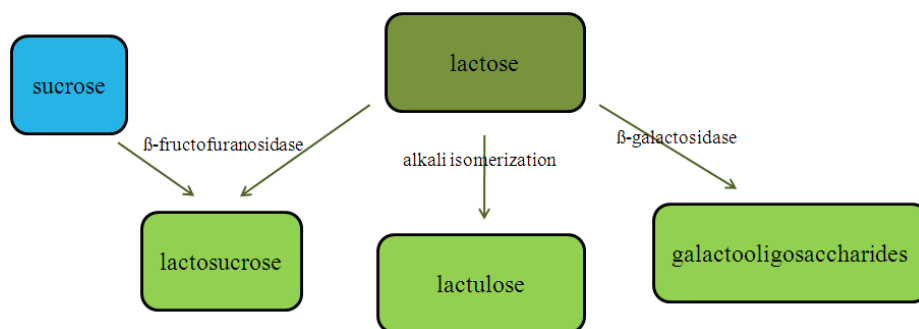 lactose
sucrose
ß-fructofuranosidase
alkali isomerization
ß-galactosidase
lactosucrose
lactulose
galactooligosaccharides